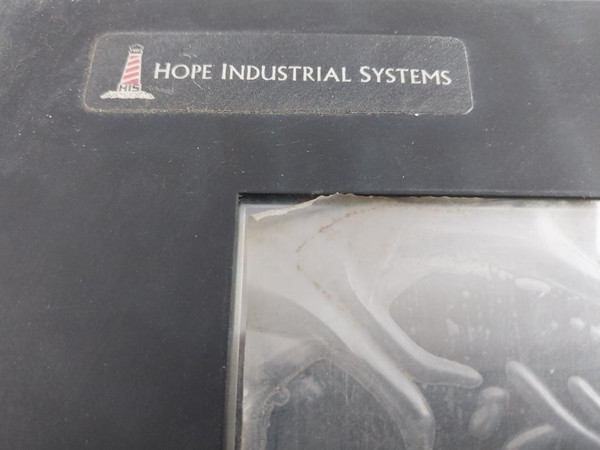 HOPE INDUSTRIAL SYSTEMS
HIS